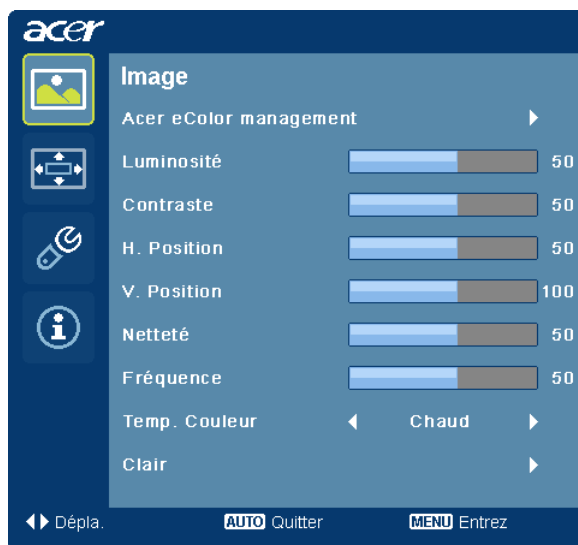 acer
Image
Acer eColor management
Luminosité 50
Contraste 50
H. Position 50
V. Position 100
Netteté 50
Fréquence 50
Temp. Couleur Chaud
Clair
Dépla. AUTO Quitter MENU Entrez